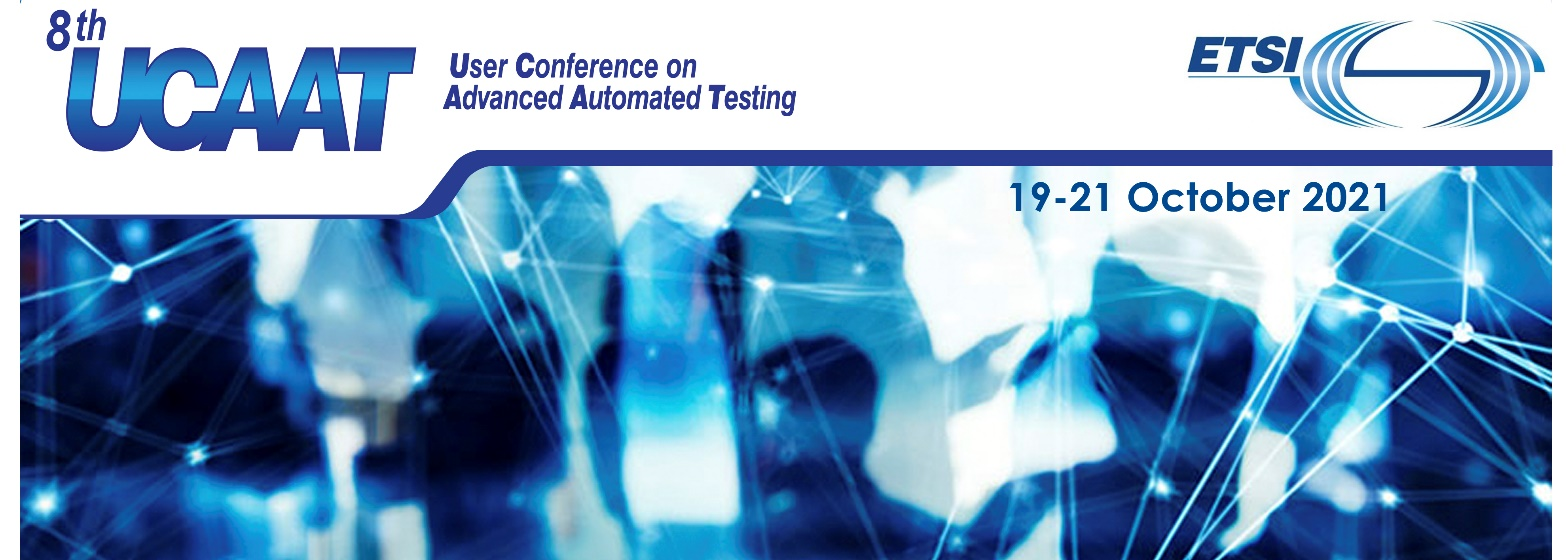 8th
UCAAT
User Conference on
Advanced Automated Testing
ETSI
19-21 October 2021